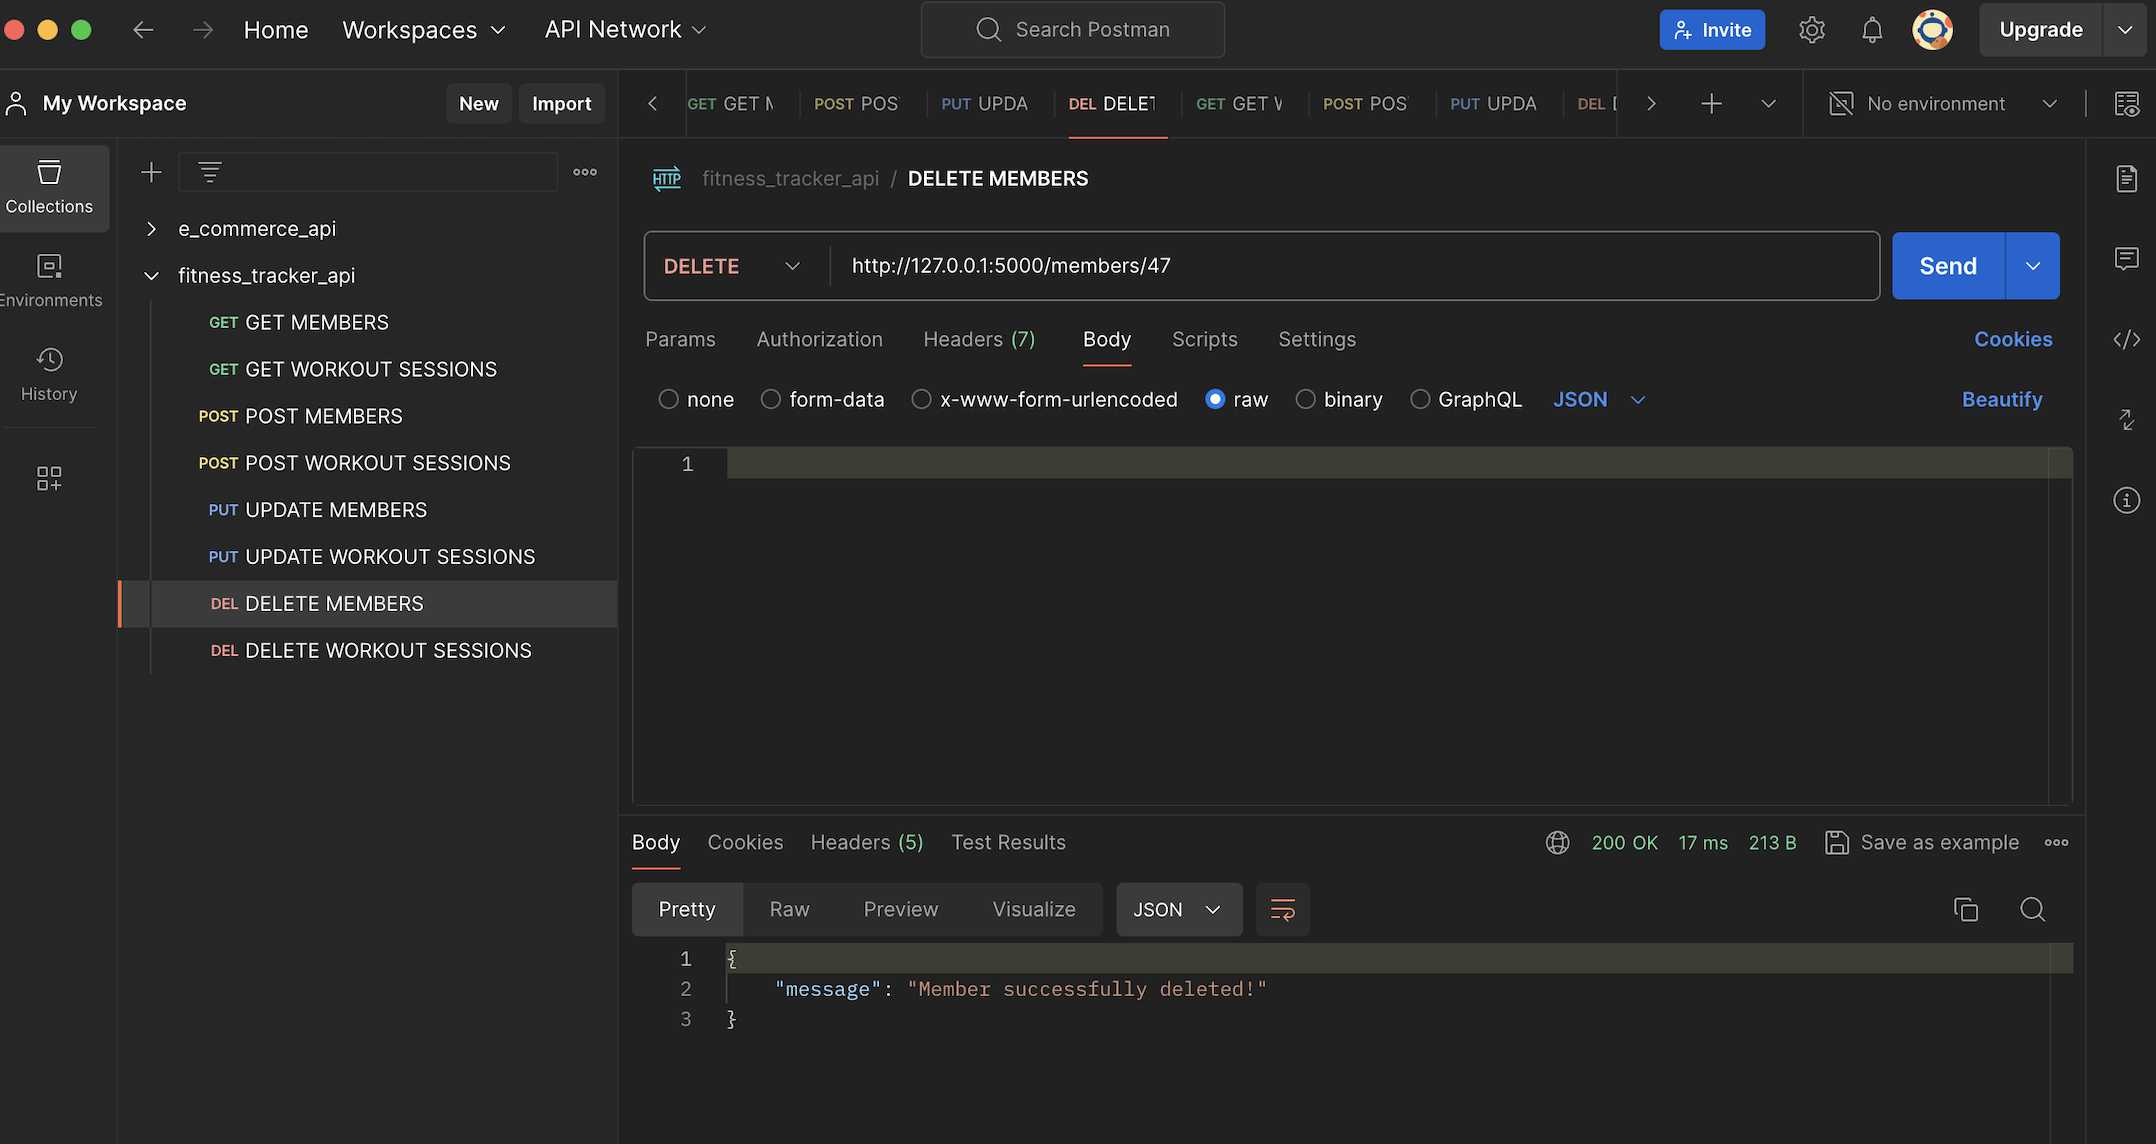 Home Workspaces API Network Search Postman Invite Upgrade
My Workspace New Import
GET GET POST POS PUT UPDA DEL DELET GET GET POST POS PUT UPDA DEL No environment
Collections
Environments
History
e_commerce_api
fitness_tracker_api
GET GET MEMBERS
GET GET WORKOUT SESSIONS
POST POST MEMBERS
POST POST WORKOUT SESSIONS
PUT UPDATE MEMBERS
PUT UPDATE WORKOUT SESSIONS
DEL DELETE MEMBERS
DEL DELETE WORKOUT SESSIONS
HTTP fitness_tracker_api / DELETE MEMBERS
DELETE http://127.0.0.1:5000/members/47 Send
Params Authorization Headers (7) Body Scripts Settings Cookies
none form-data x-www-form-urlencoded raw binary GraphQL JSON Beautify
1
Body Cookies Headers (5) Test Results 200 OK 17 ms 213 B Save as example
Pretty Raw Preview Visualize JSON
1 {
2 "message": "Member successfully deleted!"
3 }